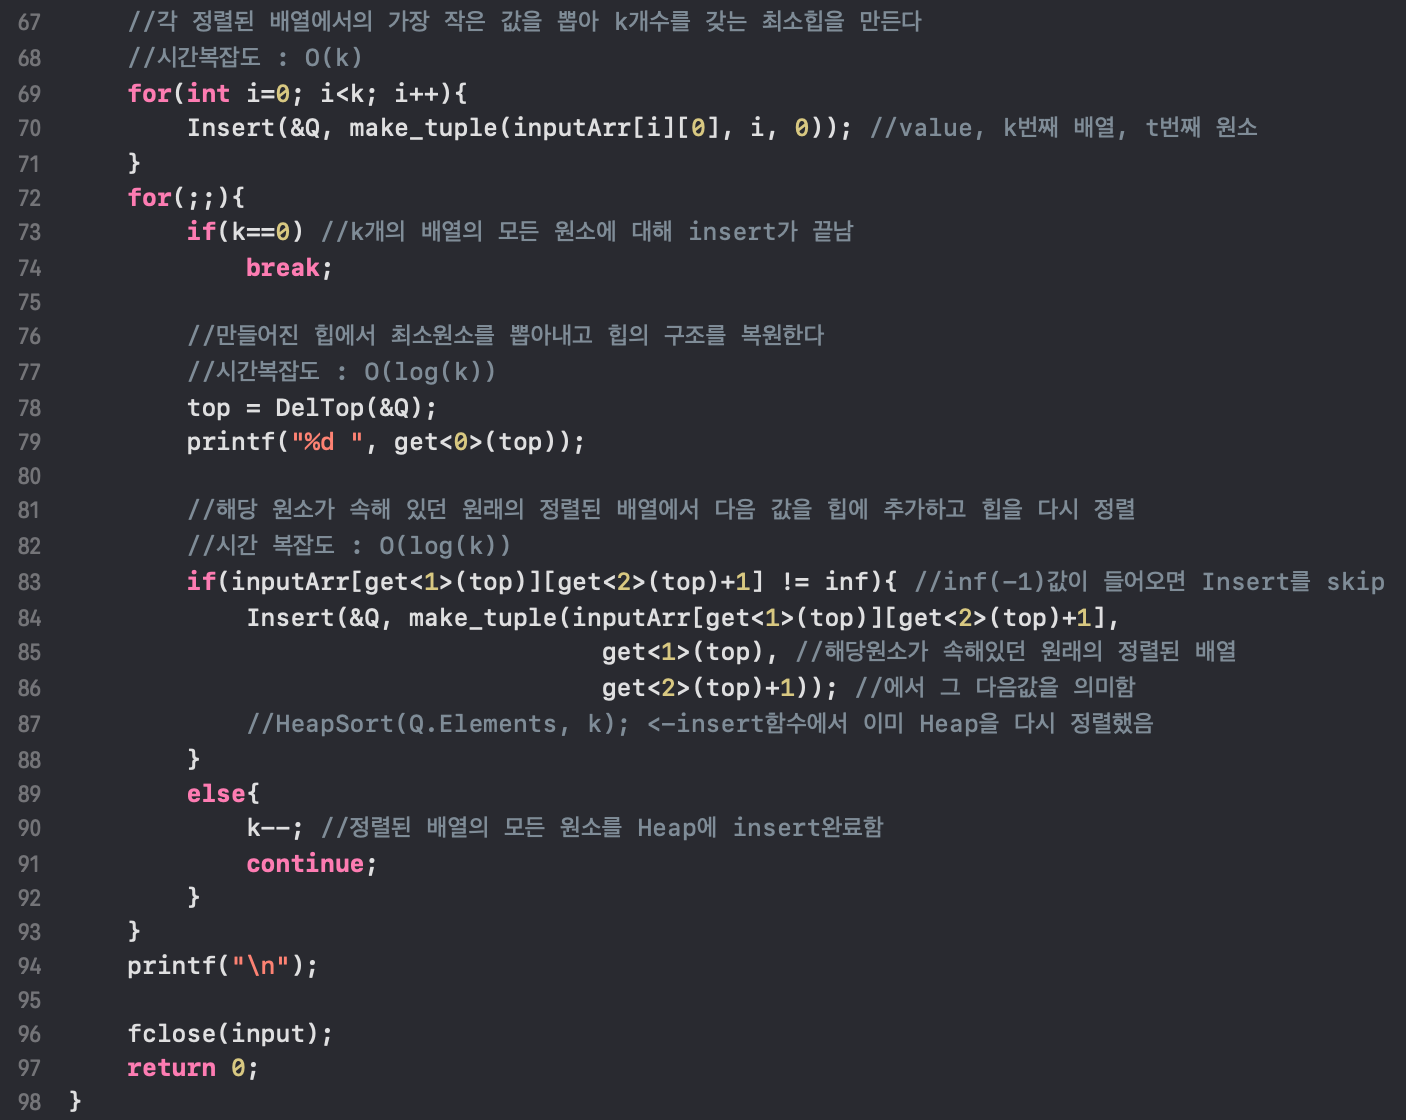 67 //각 정렬된 배열에서의 가장 작은 값을 뽑아 k개수를 갖는 최소힙을 만든다
68 //시간복잡도 : O(k)
69 for(int i=0; i<k; i++){
70 Insert(&Q, make_tuple(inputArr[i][0], i, 0)); //value, k번째 배열, t번째 원소
71 }
72 for(;;){
73 if(k==0) //k개의 배열의 모든 원소에 대해 insert가 끝남
74 break;
75
76 //만들어진 힙에서 최소원소를 뽑아내고 힙의 구조를 복원한다
77 //시간복잡도 : O(log(k))
78 top = DelTop(&Q);
79 printf("%d ", get<0>(top));
80
81 //해당 원소가 속해 있던 원래의 정렬된 배열에서 다음 값을 힙에 추가하고 힙을 다시 정렬
82 //시간 복잡도 : O(log(k))
83 if(inputArr[get<1>(top)][get<2>(top)+1] != inf){ //inf(-1)값이 들어오면 Insert를 skip
84 Insert(&Q, make_tuple(inputArr[get<1>(top)][get<2>(top)+1],
85 get<1>(top), //해당원소가 속해있던 원래의 정렬된 배열
86 get<2>(top)+1)); //에서 그 다음값을 의미함
87 //HeapSort(Q.Elements, k); <-insert함수에서 이미 Heap을 다시 정렬했음
88 }
89 else{
90 k--; //정렬된 배열의 모든 원소를 Heap에 insert완료함
91 continue;
92 }
93 }
94 printf("\n");
95
96 fclose(input);
97 return 0;
98 }